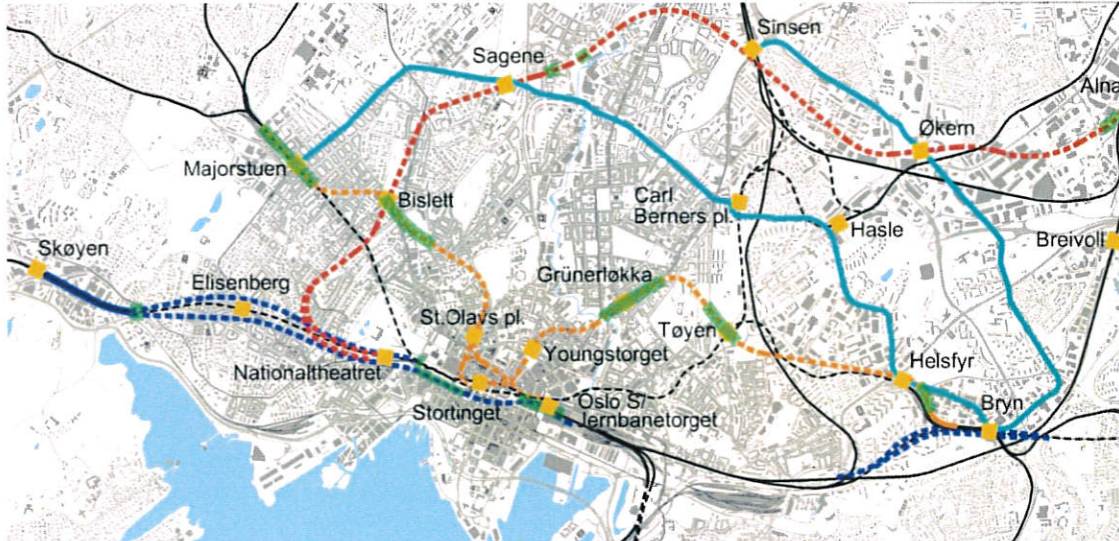 Sinsen
Sagene
Alna
Økern
Majorstuen
Bislett
Carl
Berners pl.
Hasle
Breivoll
Skøyen
Elisenberg
Grünerløkka
St.Olavs pl.
Tøyen
Youngstorget
Nationaltheatret
Helsfyr
Stortinget
Oslo S/
Jernbanetorget
Bryn